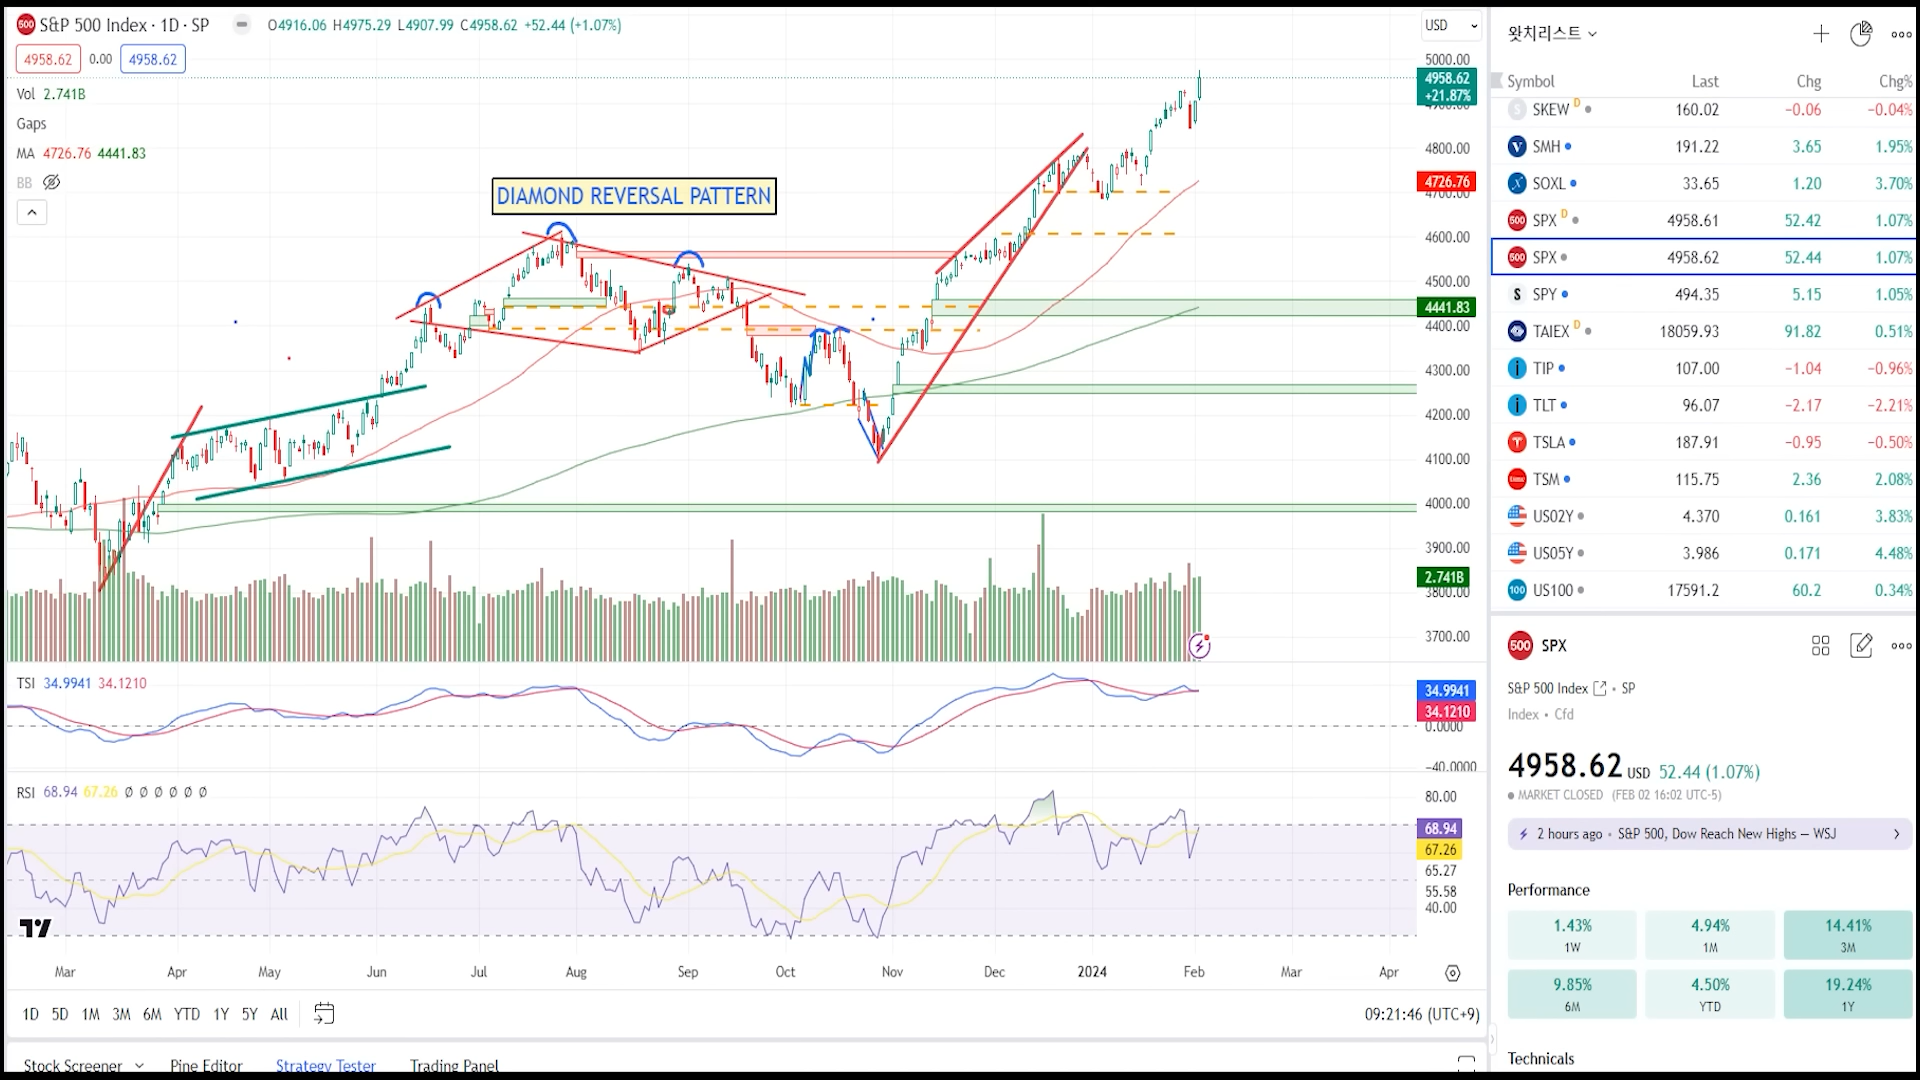 500 S&P 500 Index · 1D · SP O4916.06 H4975.29 L4907.99 C4958.62 +52.44 (+1.07%)
4958.62 0.00 4958.62
Vol 2.741B
Gaps
MA 4726.76 4441.83
BB
DIAMOND REVERSAL PATTERN
USD
5000.00
4958.62
+21.87%
4800.00
4726.76
4700.00
4600.00
4500.00
4441.83
4400.00
4300.00
4200.00
4100.00
4000.00
3900.00
2.741B
3800.00
3700.00
TSI 34.9941 34.1210
34.9941
34.1210
0.0000
−40.0000
RSI 68.94 67.26 Ø Ø Ø Ø Ø Ø
80.00
68.94
67.26
65.27
55.58
40.00
Mar Apr May Jun Jul Aug Sep Oct Nov Dec 2024 Feb Mar Apr
1D 5D 1M 3M 6M YTD 1Y 5Y All
09:21:46 (UTC+9)
Stock Screener Pine Editor Strategy Tester Trading Panel
왓치리스트
Symbol Last Chg Chg%
S SKEW D 160.02 −0.06 −0.04%
V SMH 191.22 3.65 1.95%
SOXL 33.65 1.20 3.70%
500 SPX D 4958.61 52.42 1.07%
500 SPX 4958.62 52.44 1.07%
S SPY 494.35 5.15 1.05%
TAIEX D 18059.93 91.82 0.51%
i TIP 107.00 −1.04 −0.96%
i TLT 96.07 −2.17 −2.21%
TSLA 187.91 −0.95 −0.50%
TSM 115.75 2.36 2.08%
US02Y 4.370 0.161 3.83%
US05Y 3.986 0.171 4.48%
100 US100 17591.2 60.2 0.34%
500 SPX
S&P 500 Index · SP
Index · Cfd
4958.62 USD 52.44 (1.07%)
MARKET CLOSED (FEB 02 16:02 UTC-5)
2 hours ago · S&P 500, Dow Reach New Highs — WSJ
Performance
1.43% 4.94% 14.41%
1W 1M 3M
9.85% 4.50% 19.24%
6M YTD 1Y
Technicals